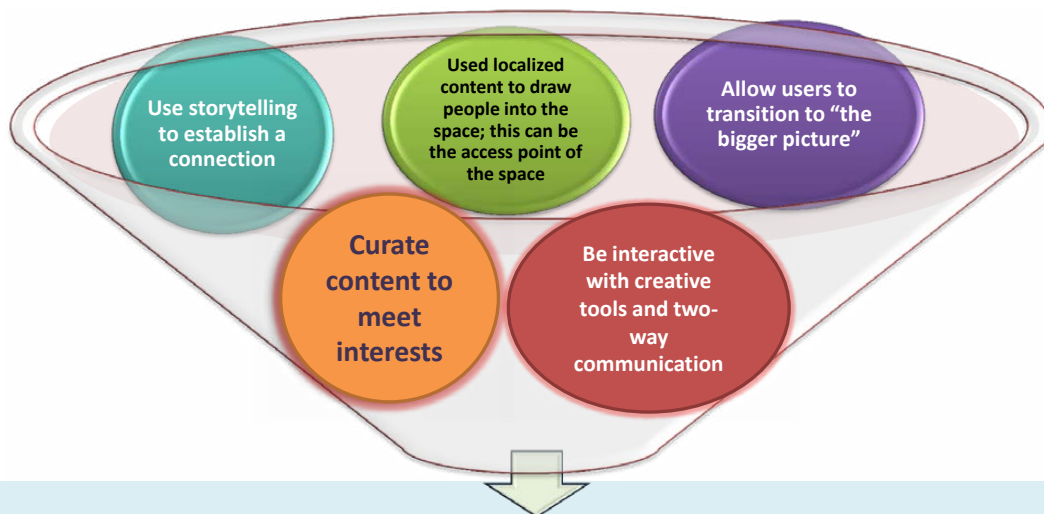 Use storytelling
to establish a
connection
Used localized
content to draw
people into the
space; this can be
the access point of
the space
Allow users to
transition to “the
bigger picture”
Curate
content to
meet
interests
Be interactive
with creative
tools and two-
way
communication